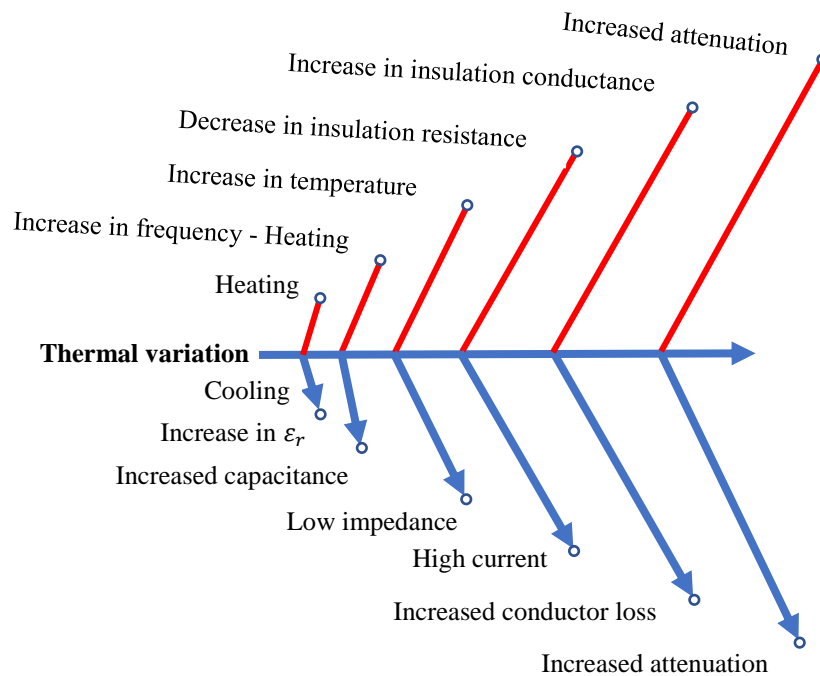 Increased attenuation
Increase in insulation conductance
Decrease in insulation resistance
Increase in temperature
Increase in frequency - Heating
Heating
Thermal variation
Cooling
Increase in εᵣ
Increased capacitance
Low impedance
High current
Increased conductor loss
Increased attenuation